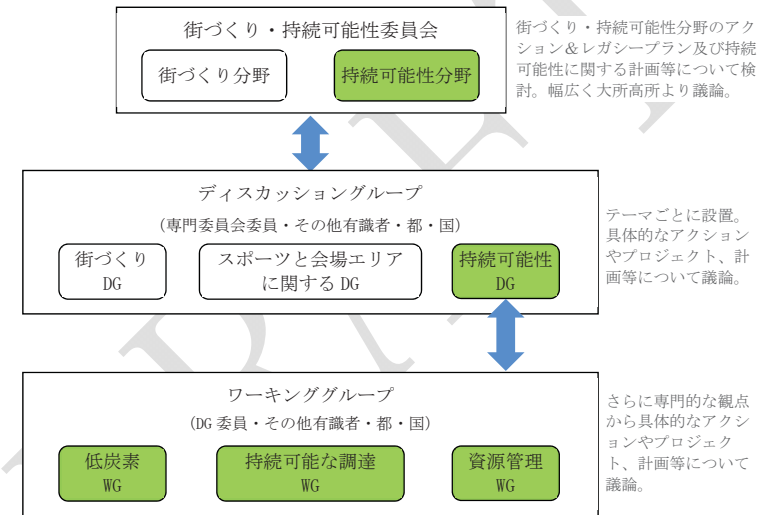 街づくり・持続可能性委員会
街づくり分野
持続可能性分野
街づくり・持続可能性分野のアク
ション＆レガシープラン及び持続
可能性に関する計画等について検
討。幅広く大所高所より議論。
ディスカッショングループ
(専門委員会委員・その他有識者・都・国)
街づくり
DG
スポーツと会場エリア
に関する DG
持続可能性
DG
テーマごとに設置。
具体的なアクション
やプロジェクト、計
画等について議論。
ワーキンググループ
(DG 委員・その他有識者・都・国)
低炭素
WG
持続可能な調達
WG
資源管理
WG
さらに専門的な観点
から具体的なアクシ
ョンやプロジェク
ト、計画等について
議論。